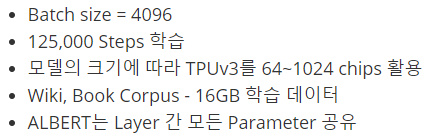 • Batch size = 4096
• 125,000 Steps 학습
• 모델의 크기에 따라 TPUv3를 64~1024 chips 활용
• Wiki, Book Corpus - 16GB 학습 데이터
• ALBERT는 Layer 간 모든 Parameter 공유